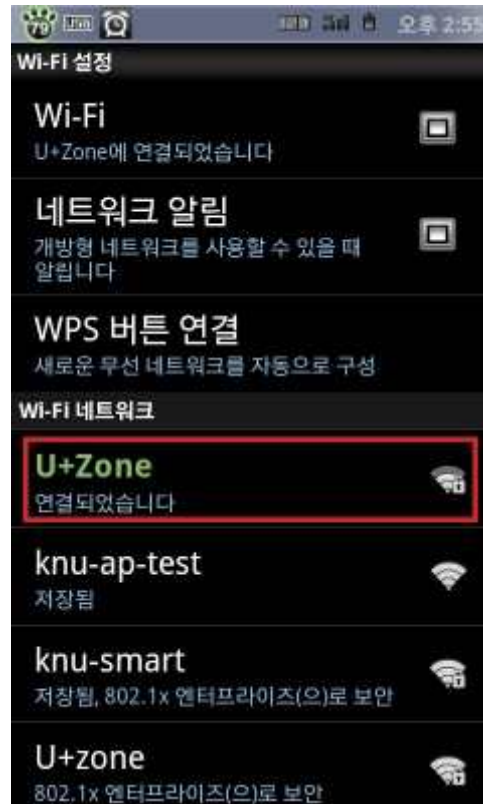 79
오후 2:55
Wi-Fi 설정
Wi-Fi
U+Zone에 연결되었습니다
네트워크 알림
개방형 네트워크를 사용할 수 있을 때
알립니다
WPS 버튼 연결
새로운 무선 네트워크를 자동으로 구성
Wi-Fi 네트워크
U+Zone
연결되었습니다
knu-ap-test
저장됨
knu-smart
저장됨, 802.1x 엔터프라이즈(으)로 보안
U+zone
802.1x 엔터프라이즈(으)로 보안